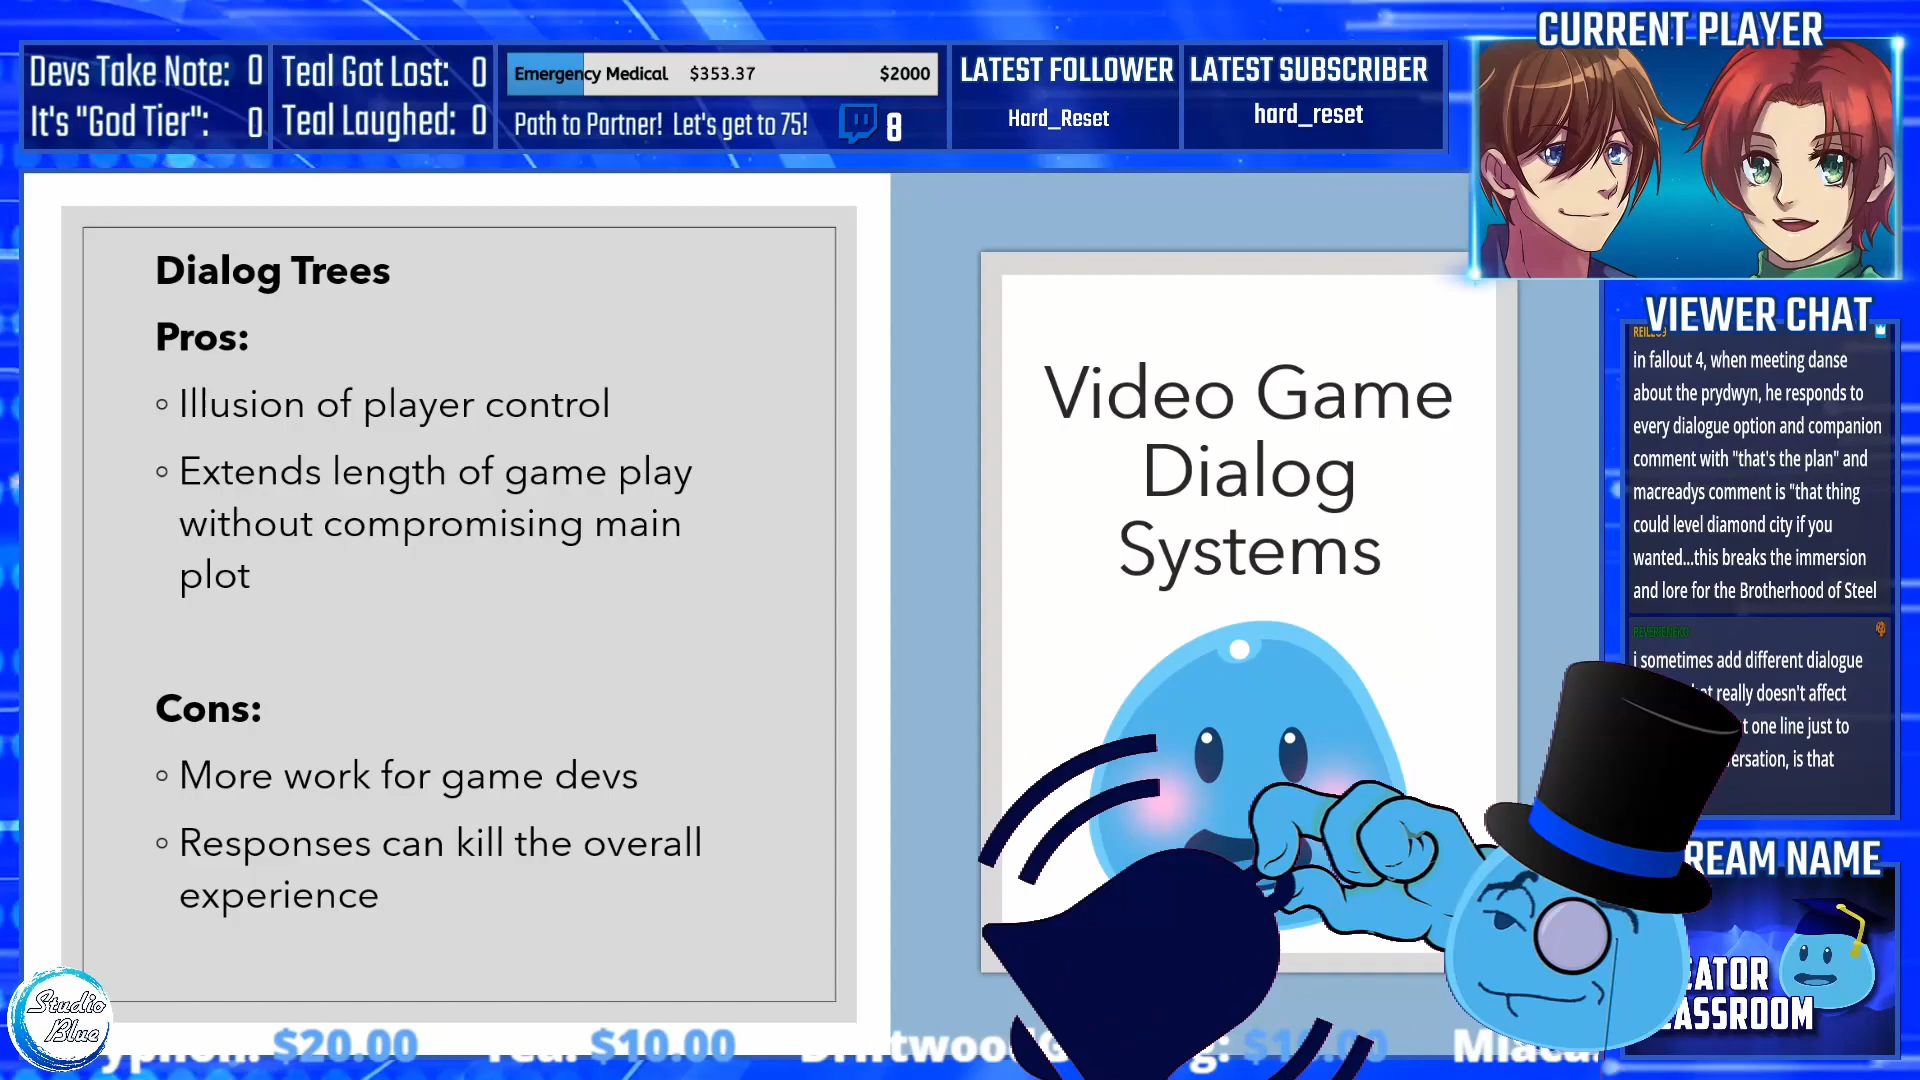 Devs Take Note: 0
It's "God Tier": 0
Teal Got Lost: 0
Teal Laughed: 0
Emergency Medical $353.37 $2000
Path to Partner! Let's get to 75! 8
LATEST FOLLOWER
Hard_Reset
LATEST SUBSCRIBER
hard_reset
CURRENT PLAYER
Dialog Trees
Pros:
Illusion of player control
Extends length of game play
without compromising main
plot
Cons:
More work for game devs
Responses can kill the overall
experience
Video Game
Dialog
Systems
VIEWER CHAT
in fallout 4, when meeting danse
about the prydwyn, he responds to
every dialogue option and companion
comment with "that's the plan" and
macreadys comment is "that thing
could level diamond city if you
wanted...this breaks the immersion
and lore for the Brotherhood of Steel
i sometimes add different dialogue
really doesn't affect
one line just to
is that
NAME
Studio
Blue
$20.00 $10.00